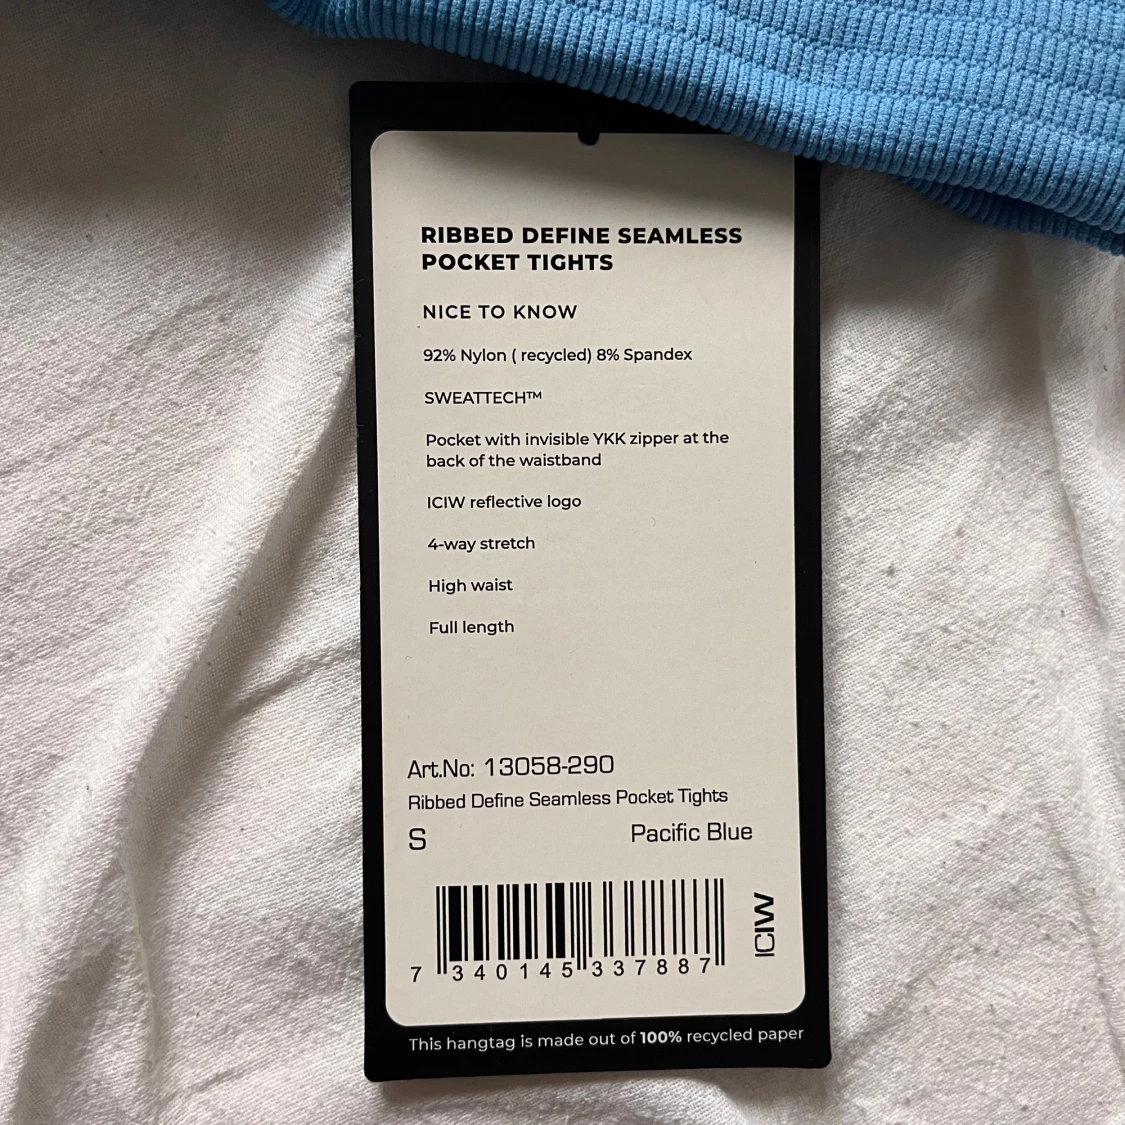 RIBBED DEFINE SEAMLESS
POCKET TIGHTS
NICE TO KNOW
92% Nylon ( recycled) 8% Spandex
SWEATTECH™
Pocket with invisible YKK zipper at the
back of the waistband
ICIW reflective logo
4-way stretch
High waist
Full length
Art.No: 13058-290
Ribbed Define Seamless Pocket Tights
S Pacific Blue
ICIW
7 340145 337887
This hangtag is made out of 100% recycled paper